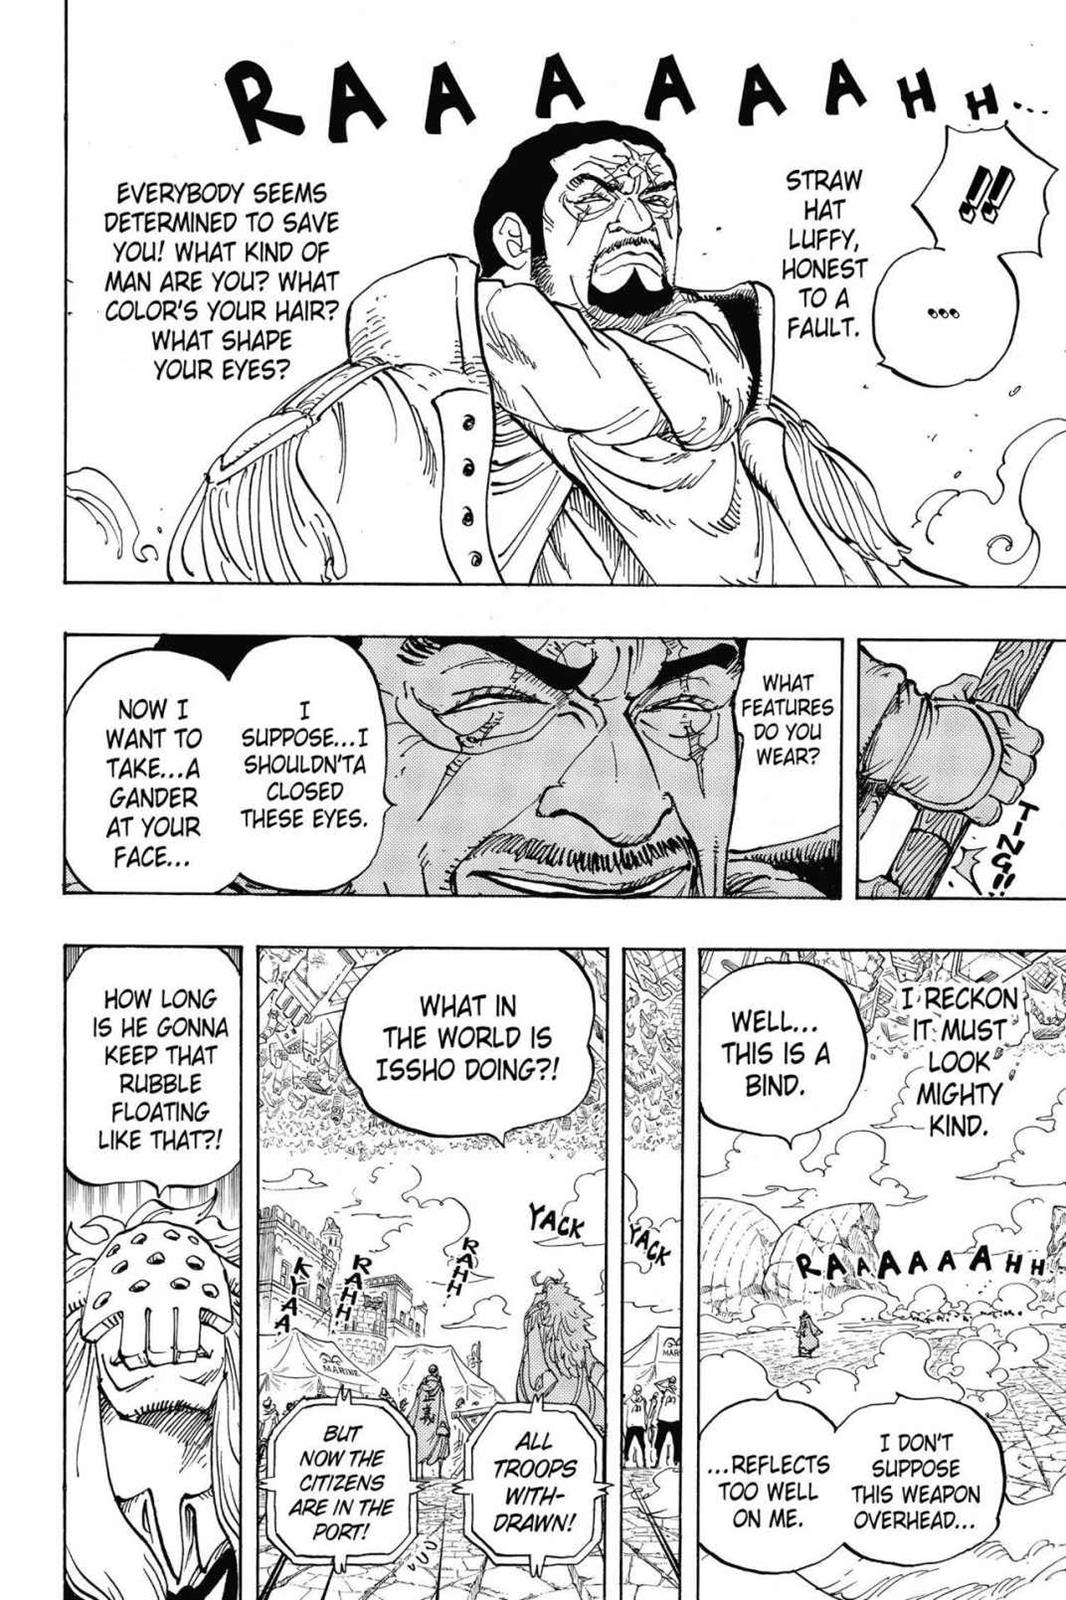 RAAAAAAAHH...
!!
...
STRAW
HAT
LUFFY,
HONEST
TO A
FAULT.
EVERYBODY SEEMS
DETERMINED TO SAVE
YOU! WHAT KIND OF
MAN ARE YOU? WHAT
COLOR'S YOUR HAIR?
WHAT SHAPE
YOUR EYES?
TING!!
WHAT
FEATURES
DO YOU
WEAR?
I
SUPPOSE...I
SHOULDN'TA
CLOSED
THESE EYES.
NOW I
WANT TO
TAKE...A
GANDER
AT YOUR
FACE...
I RECKON
IT MUST
LOOK
MIGHTY
KIND.
WELL...
THIS IS A
BIND.
RAAAAAAHH
I DON'T
SUPPOSE
THIS WEAPON
OVERHEAD...
...REFLECTS
TOO WELL
ON ME.
YACK
MARINE
WHAT IN
THE WORLD IS
ISSHO DOING?!
YACK
RAHH
RAHH
KYAA
MARINE
ALL
TROOPS
WITH-
DRAWN!
BUT
NOW THE
CITIZENS
ARE IN THE
PORT!
HOW LONG
IS HE GONNA
KEEP THAT
RUBBLE
FLOATING
LIKE THAT?!